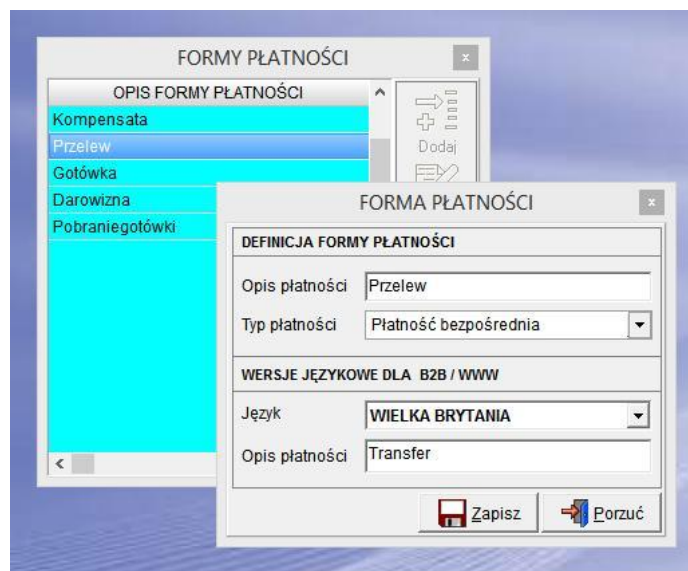 FORMY PŁATNOŚCI
x
OPIS FORMY PŁATNOŚCI
Kompensata
Przelew
Gotówka
Darowizna
Pobraniegotówki
Dodaj
FORMA PŁATNOŚCI
x
DEFINICJA FORMY PŁATNOŚCI
Opis płatności Przelew
Typ płatności Płatność bezpośrednia
WERSJE JĘZYKOWE DLA B2B / WWW
Język WIELKA BRYTANIA
Opis płatności Transfer
Zapisz Porzuć